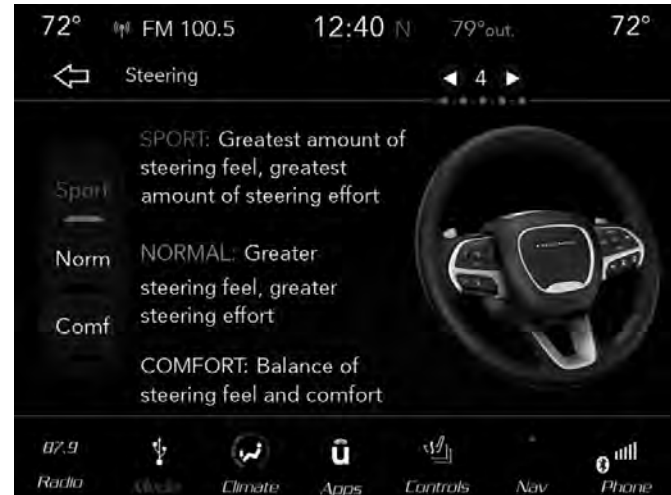 72° FM 100.5 12:40 N 79°out. 72°
Steering 4
SPORT: Greatest amount of
steering feel, greatest
amount of steering effort
Sport
Norm
NORMAL: Greater
steering feel, greater
steering effort
Comf
COMFORT: Balance of
steering feel and comfort
87.9
Radio Media Climate Apps Controls Nav Phone